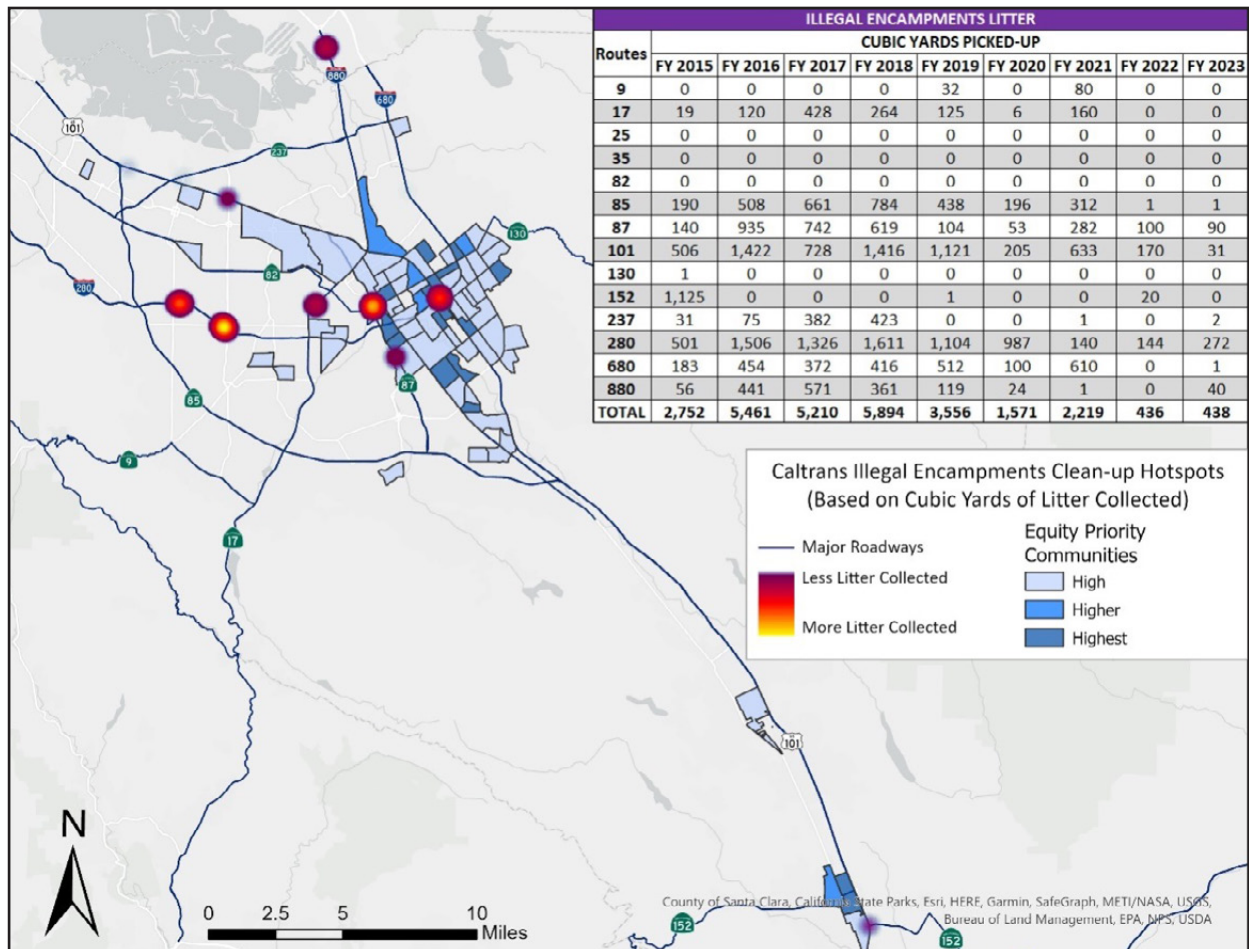 ILLEGAL ENCAMPMENTS LITTER
Routes CUBIC YARDS PICKED-UP
FY 2015 FY 2016 FY 2017 FY 2018 FY 2019 FY 2020 FY 2021 FY 2022 FY 2023
9 0 0 0 0 32 0 80 0 0
17 19 120 428 264 125 6 160 0 0
25 0 0 0 0 0 0 0 0 0
35 0 0 0 0 0 0 0 0 0
82 0 0 0 0 0 0 0 0 0
85 190 508 661 784 438 196 312 1 1
87 140 935 742 619 104 53 282 100 90
101 506 1,422 728 1,416 1,121 205 633 170 31
130 1 0 0 0 0 0 0 0 0
152 1,125 0 0 0 1 0 0 20 0
237 31 75 382 423 0 0 1 0 2
280 501 1,506 1,326 1,611 1,104 987 140 144 272
680 183 454 372 416 512 100 610 0 1
880 56 441 571 361 119 24 1 0 40
TOTAL 2,752 5,461 5,210 5,894 3,556 1,571 2,219 436 438
880
680
101
237
130
82
280
87
85
9
17
Caltrans Illegal Encampments Clean-up Hotspots
(Based on Cubic Yards of Litter Collected)
Major Roadways
Less Litter Collected
More Litter Collected
Equity Priority
Communities
High
Higher
Highest
101
N
0 2.5 5 10
Miles
152
152
County of Santa Clara, California State Parks, Esri, HERE, Garmin, SafeGraph, METI/NASA, USGS,
Bureau of Land Management, EPA, NPS, USDA